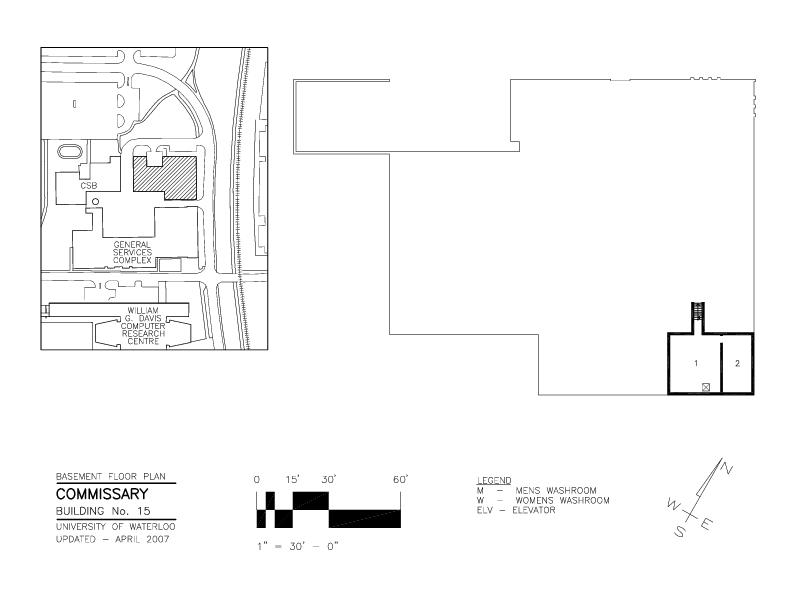 CSB
GENERAL
SERVICES
COMPLEX
WILLIAM
G. DAVIS
COMPUTER
RESEARCH
CENTRE
1
2
BASEMENT FLOOR PLAN
COMMISSARY
BUILDING No. 15
UNIVERSITY OF WATERLOO
UPDATED – APRIL 2007
0 15' 30' 60'
1" = 30' – 0"
LEGEND
M – MENS WASHROOM
W – WOMENS WASHROOM
ELV – ELEVATOR
N
W
E
S